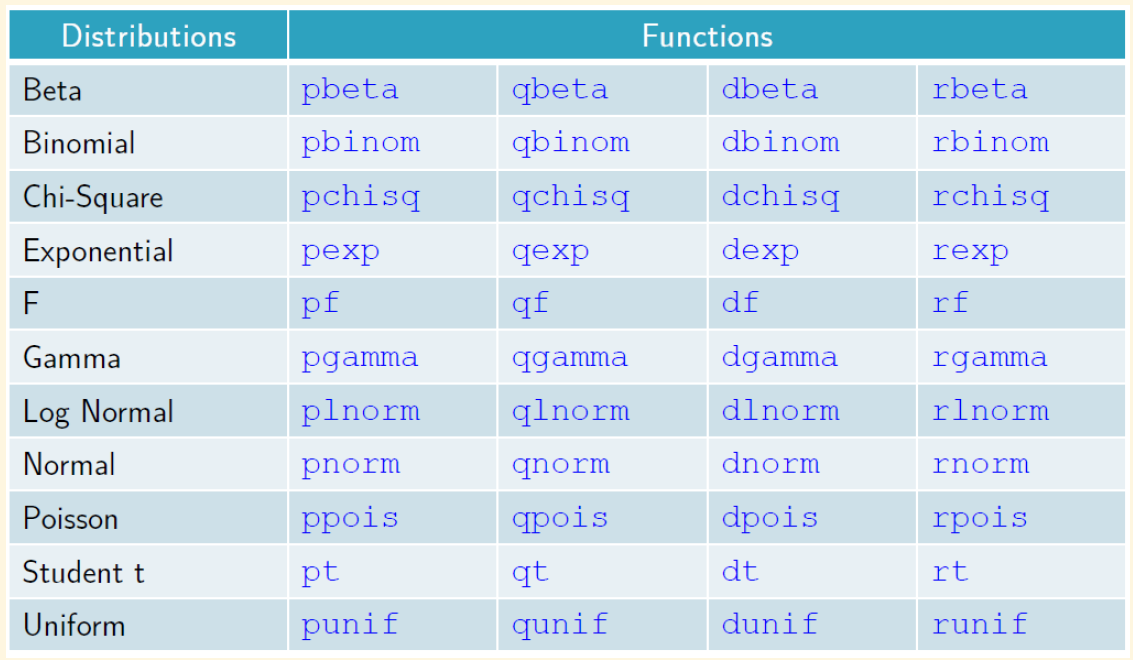 Distributions Functions
Beta pbeta qbeta dbeta rbeta
Binomial pbinom qbinom dbinom rbinom
Chi-Square pchisq qchisq dchisq rchisq
Exponential pexp qexp dexp rexp
F pf qf df rf
Gamma pgamma qgamma dgamma rgamma
Log Normal plnorm qlnorm dlnorm rlnorm
Normal pnorm qnorm dnorm rnorm
Poisson ppois qpois dpois rpois
Student t pt qt dt rt
Uniform punif qunif dunif runif